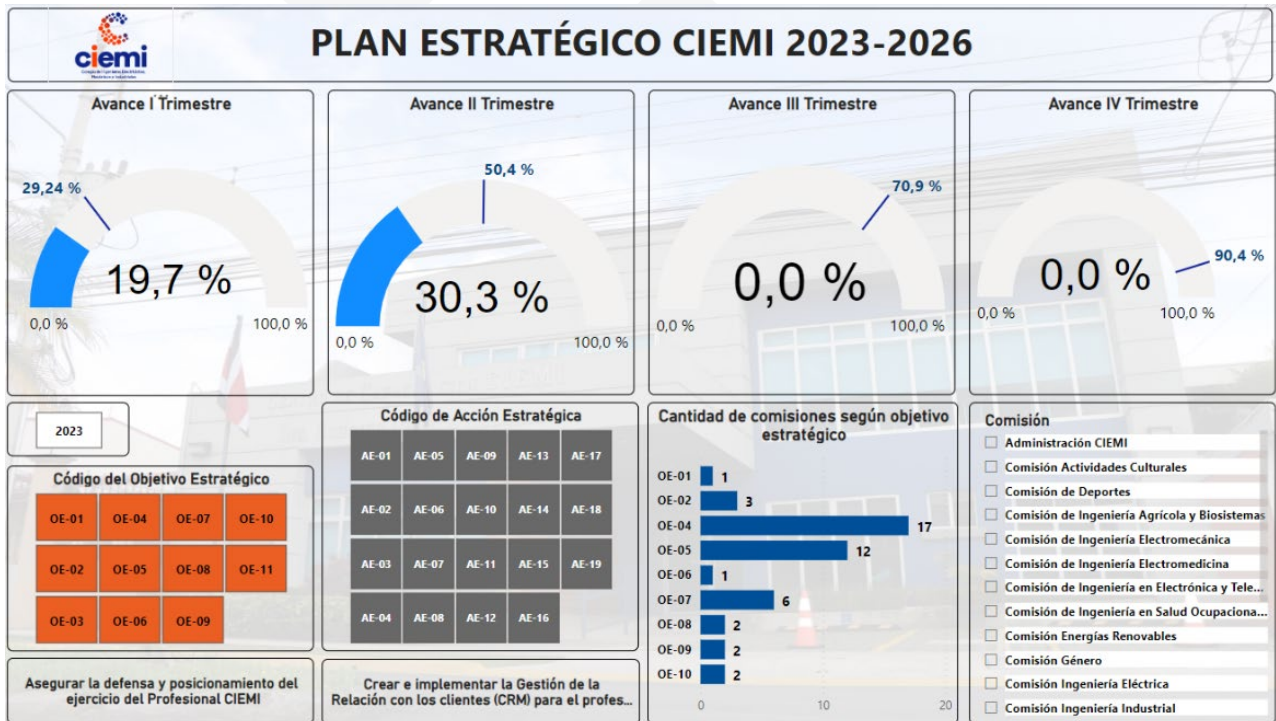 ciemi
PLAN ESTRATÉGICO CIEMI 2023-2026
Avance I Trimestre
29,24 %
19,7 %
0,0 %
100,0 %
Avance II Trimestre
50,4 %
30,3 %
0,0 %
100,0 %
Avance III Trimestre
70,9 %
0,0 %
0,0 %
100,0 %
Avance IV Trimestre
90,4 %
0,0 %
0,0 %
100,0 %
2023
Código del Objetivo Estratégico
OE-01 OE-04 OE-07 OE-10
OE-02 OE-05 OE-08 OE-11
OE-03 OE-06 OE-09
Asegurar la defensa y posicionamiento del
ejercicio del Profesional CIEMI
Código de Acción Estratégica
AE-01 AE-05 AE-09 AE-13 AE-17
AE-02 AE-06 AE-10 AE-14 AE-18
AE-03 AE-07 AE-11 AE-15 AE-19
AE-04 AE-08 AE-12 AE-16
Crear e implementar la Gestión de la
Relación con los clientes (CRM) para el profes...
Cantidad de comisiones según objetivo
estratégico
OE-01 1
OE-02 3
OE-04 17
OE-05 12
OE-06 1
OE-07 6
OE-08 2
OE-09 2
OE-10 2
0 10 20
Comisión
Administración CIEMI
Comisión Actividades Culturales
Comisión de Deportes
Comisión de Ingeniería Agrícola y Biosistemas
Comisión de Ingeniería Electromecánica
Comisión de Ingeniería Electromedicina
Comisión de Ingeniería en Electrónica y Tele...
Comisión de Ingeniería en Salud Ocupaciona...
Comisión Energías Renovables
Comisión Género
Comisión Ingeniería Eléctrica
Comisión Ingeniería Industrial